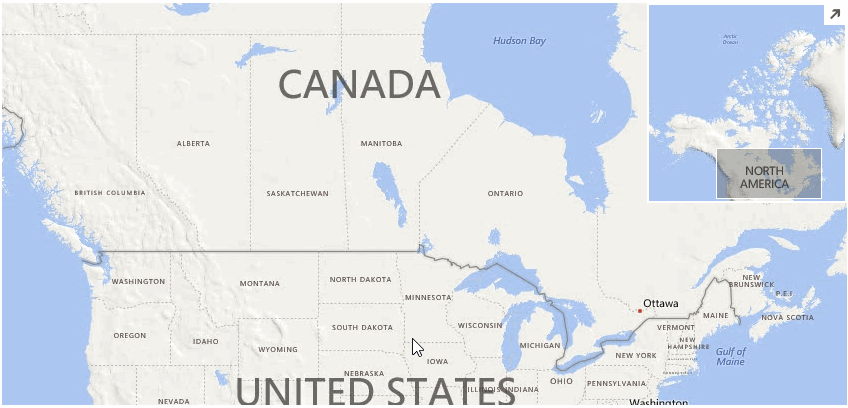 Hudson Bay
Arctic
Ocean
CANADA
ALBERTA
MANITOBA
NORTH
AMERICA
BRITISH COLUMBIA
SASKATCHEWAN
ONTARIO
WASHINGTON
MONTANA
NORTH DAKOTA
NEW
BRUNSWICK
P.E.I
MINNESOTA
Ottawa
MAINE
NOVA SCOTIA
OREGON
IDAHO
SOUTH DAKOTA
WISCONSIN
VERMONT
NEW
HAMPSHIRE
WYOMING
MICHIGAN
NEW YORK
Gulf of
Maine
IOWA
NEBRASKA
OHIO
PENNSYLVANIA
UNITED STATES
ILLINOIS
INDIANA
NEVADA
Washington